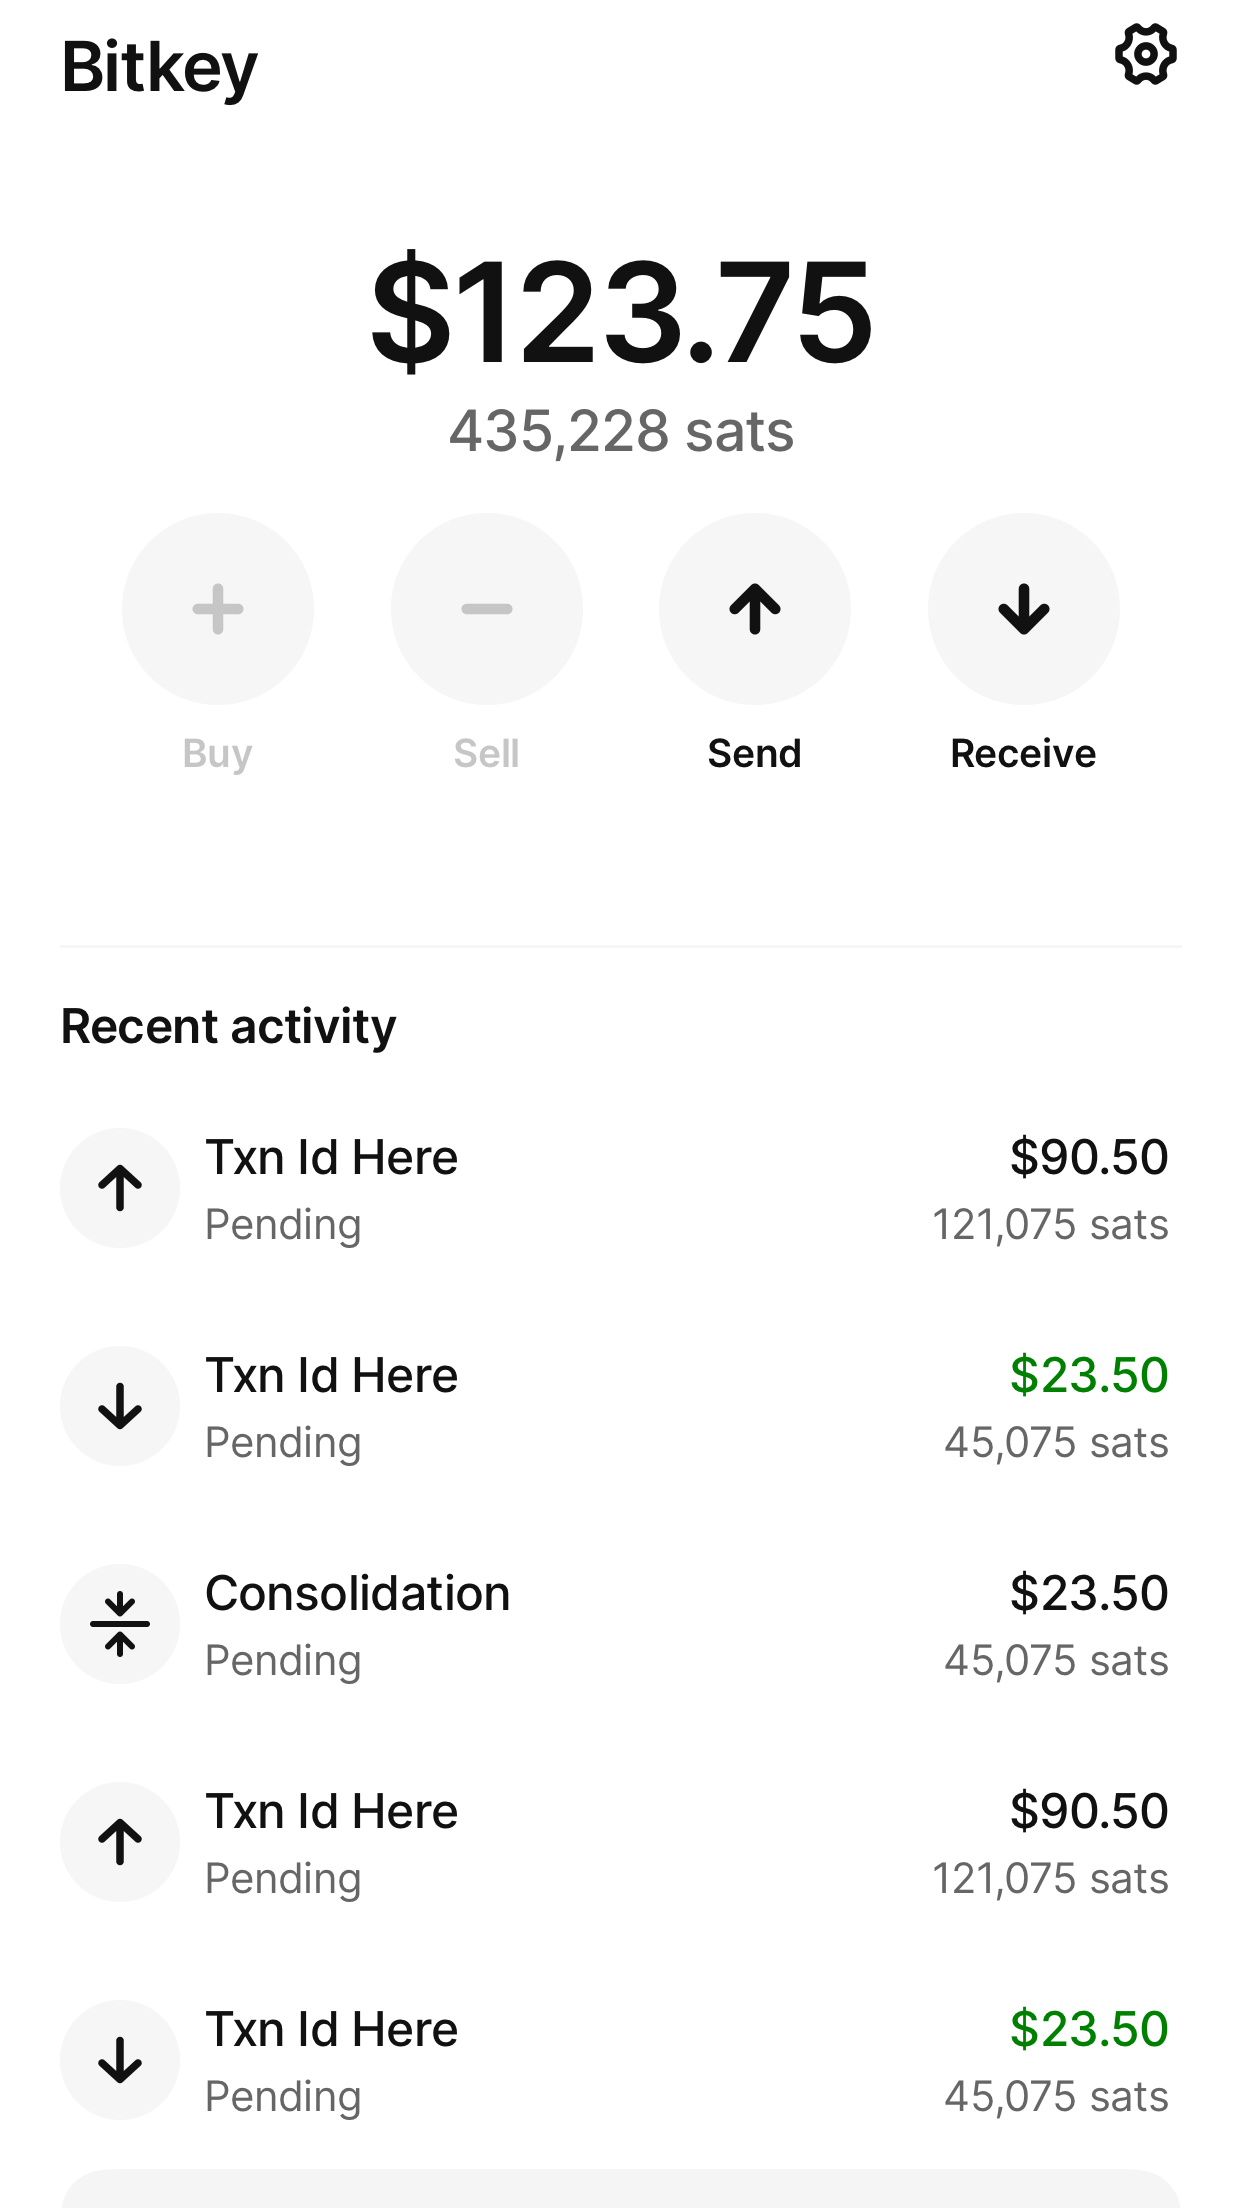 Bitkey
$123.75
435,228 sats
Buy Sell Send Receive
Recent activity
Txn Id Here $90.50
Pending 121,075 sats
Txn Id Here $23.50
Pending 45,075 sats
Consolidation $23.50
Pending 45,075 sats
Txn Id Here $90.50
Pending 121,075 sats
Txn Id Here $23.50
Pending 45,075 sats